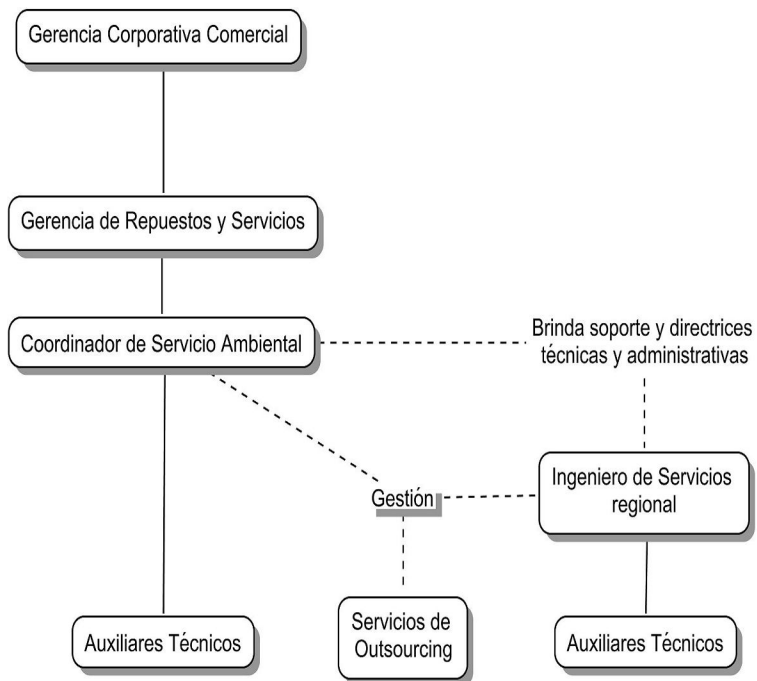 Gerencia Corporativa Comercial
Gerencia de Repuestos y Servicios
Coordinador de Servicio Ambiental
Brinda soporte y directrices
técnicas y administrativas
Gestión
Ingeniero de Servicios
regional
Auxiliares Técnicos
Servicios de
Outsourcing
Auxiliares Técnicos